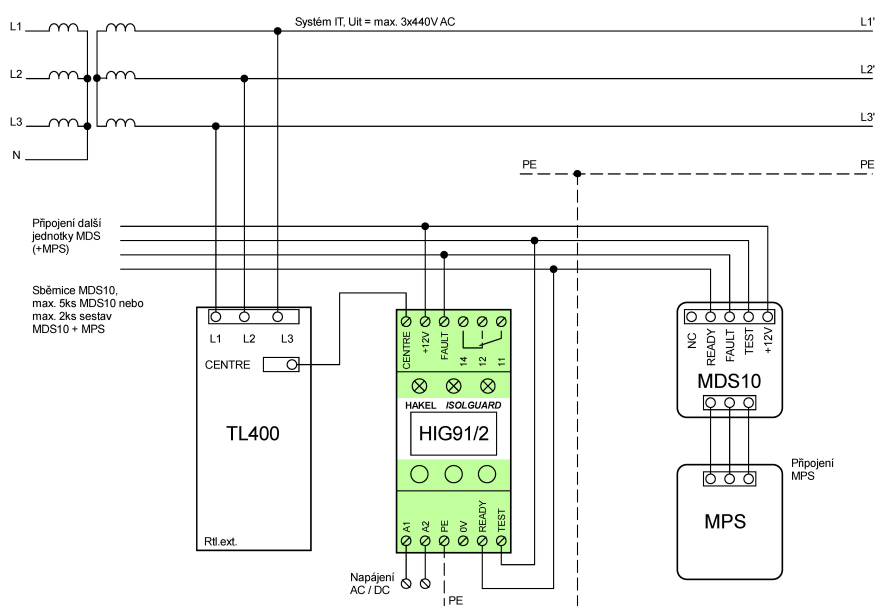 L1
Systém IT, Uit = max. 3x440V AC
L1'
L2
L2'
L3
L3'
N
PE
PE
Připojení další
jednotky MDS
(+MPS)
Sběrnice MDS10,
max. 5ks MDS10 nebo
max. 2ks sestav
MDS10 + MPS
L1
L2
L3
CENTRE
TL400
Rtl.ext.
CENTRE
+12V
FAULT
14
12
11
HAKEL ISOLGUARD
HIG91/2
A1
A2
PE
0V
READY
TEST
Napájení
AC / DC
PE
NC
READY
FAULT
TEST
+12V
MDS10
Připojení
MPS
MPS